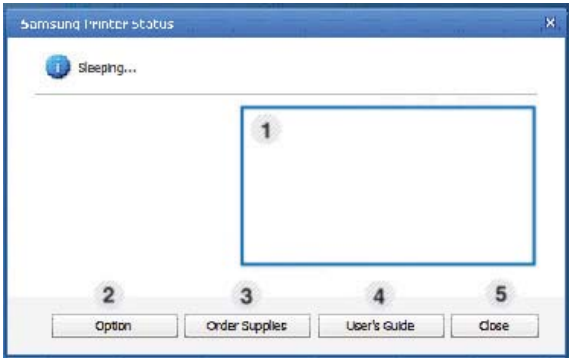 Samsung Printer Status
Sleeping...
1
2 3 4 5
Option Order Supplies User's Guide Close